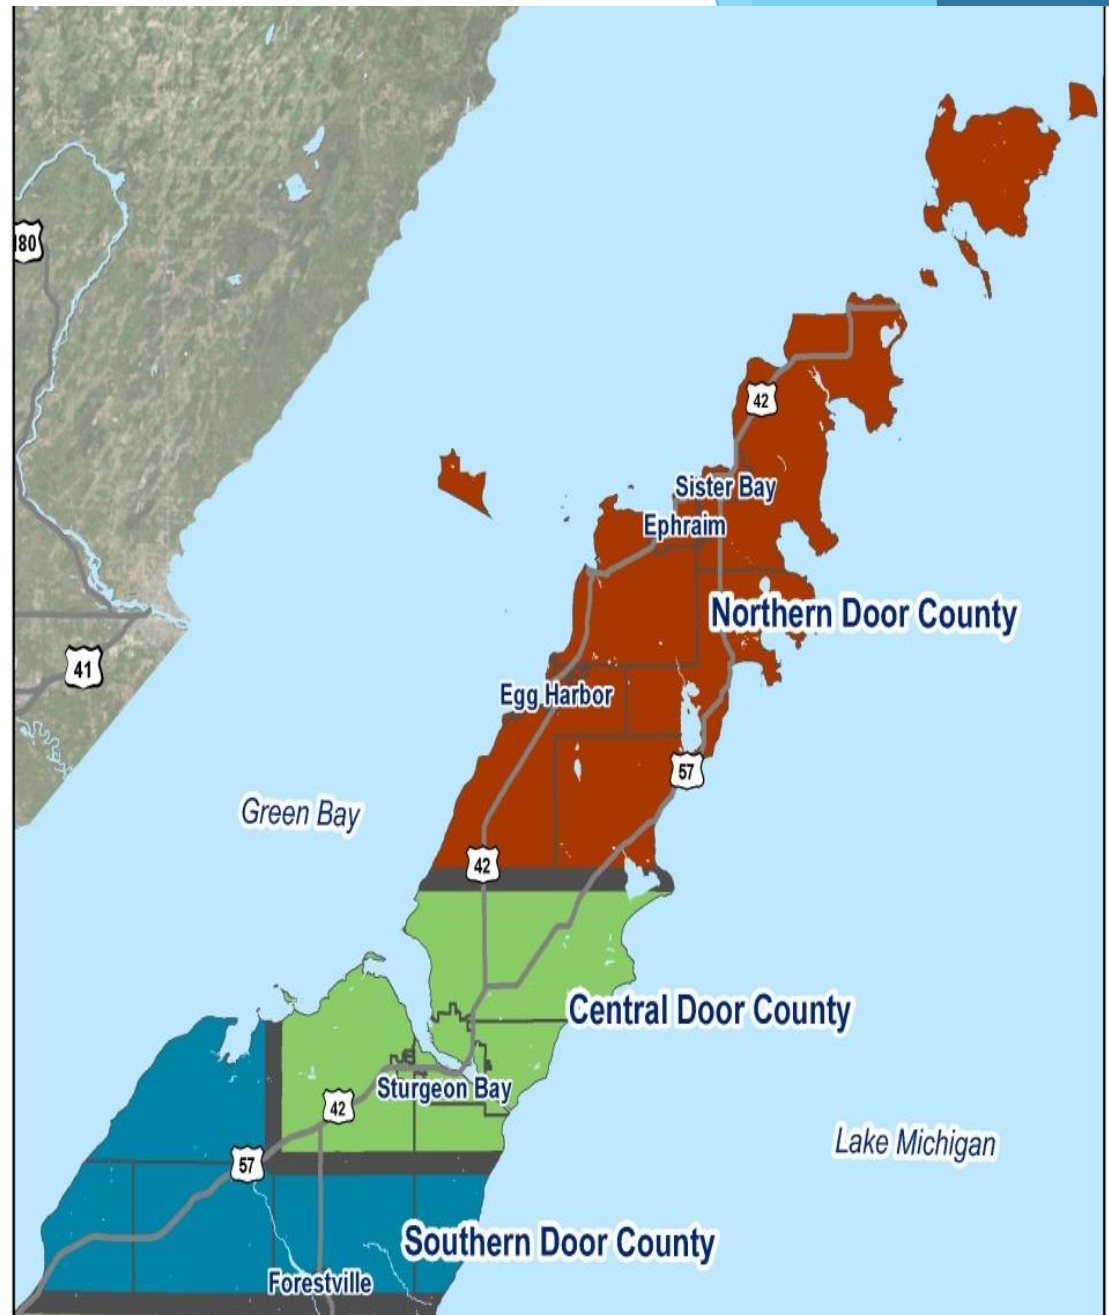 80
42
Sister Bay
Ephraim
Northern Door County
41
Egg Harbor
57
Green Bay
42
Central Door County
Sturgeon Bay
42
Lake Michigan
57
Southern Door County
Forestville